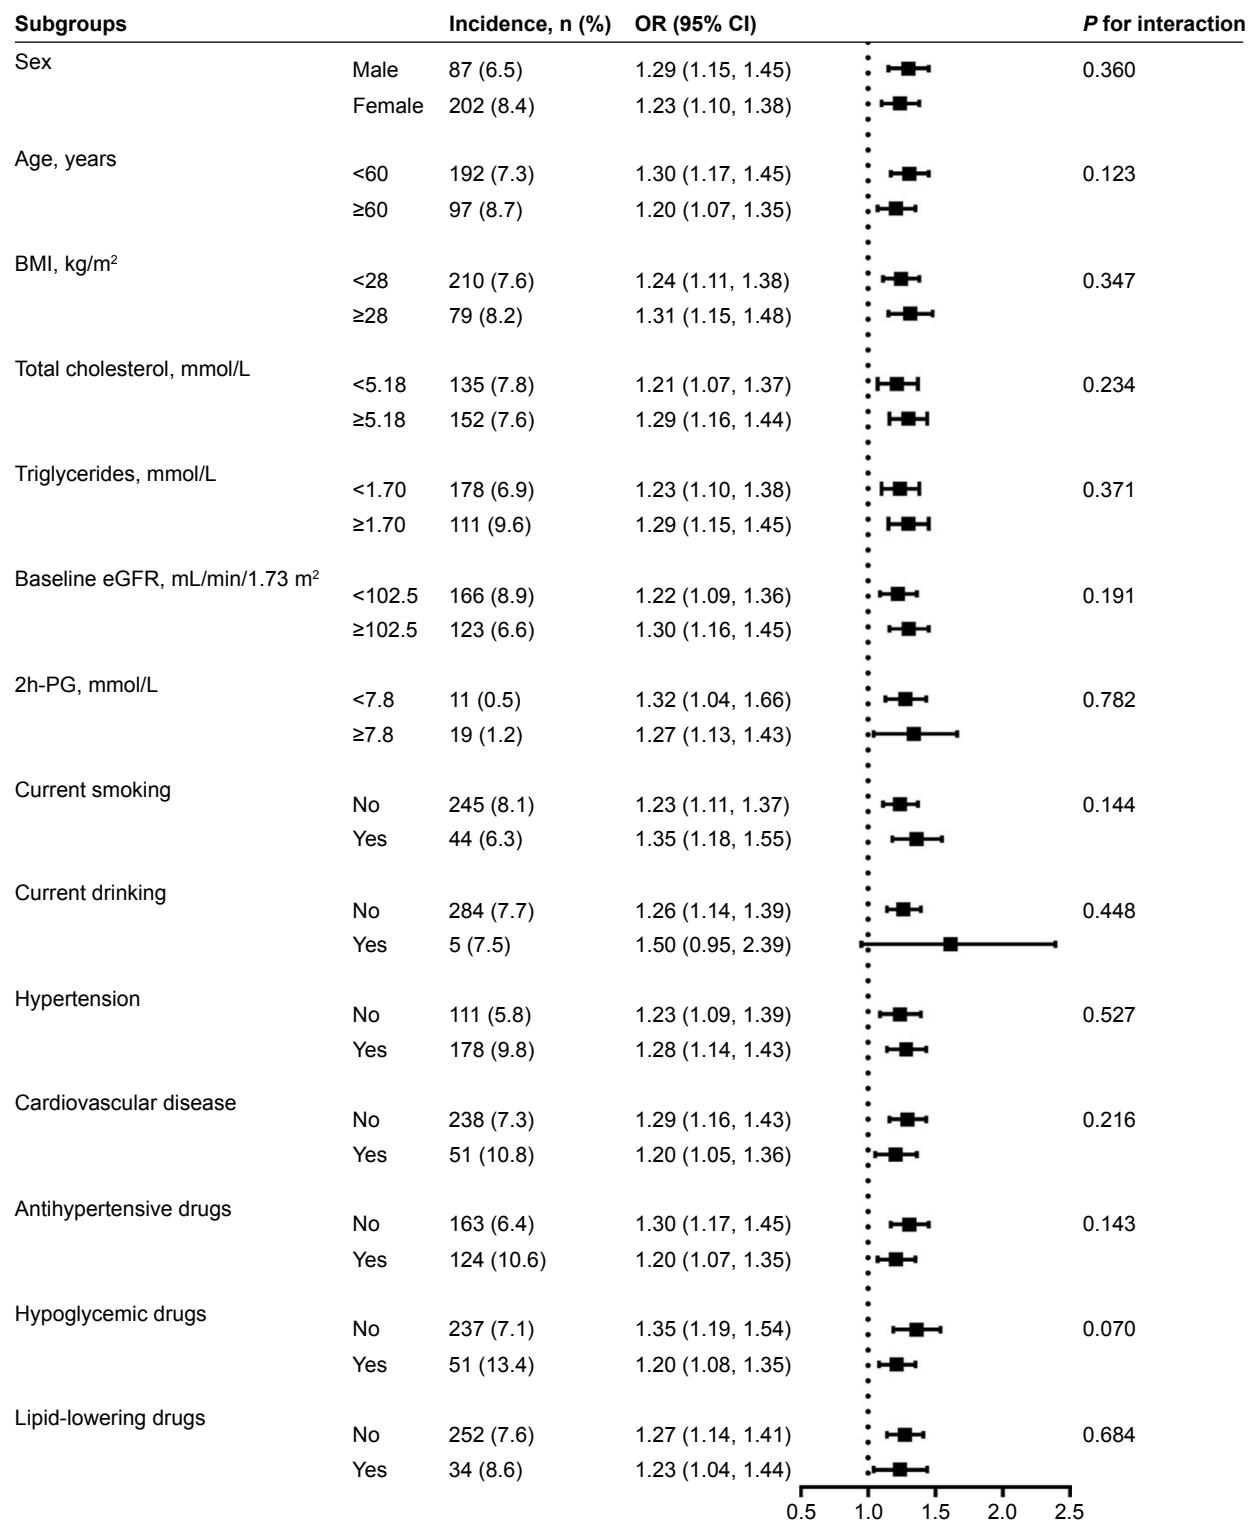 Subgroups Incidence, n (%) OR (95% CI) P for interaction
Sex
Male 87 (6.5) 1.29 (1.15, 1.45) 0.360
Female 202 (8.4) 1.23 (1.10, 1.38)
Age, years
<60 192 (7.3) 1.30 (1.17, 1.45) 0.123
≥60 97 (8.7) 1.20 (1.07, 1.35)
BMI, kg/m²
<28 210 (7.6) 1.24 (1.11, 1.38) 0.347
≥28 79 (8.2) 1.31 (1.15, 1.48)
Total cholesterol, mmol/L
<5.18 135 (7.8) 1.21 (1.07, 1.37) 0.234
≥5.18 152 (7.6) 1.29 (1.16, 1.44)
Triglycerides, mmol/L
<1.70 178 (6.9) 1.23 (1.10, 1.38) 0.371
≥1.70 111 (9.6) 1.29 (1.15, 1.45)
Baseline eGFR, mL/min/1.73 m²
<102.5 166 (8.9) 1.22 (1.09, 1.36) 0.191
≥102.5 123 (6.6) 1.30 (1.16, 1.45)
2h-PG, mmol/L
<7.8 11 (0.5) 1.32 (1.04, 1.66) 0.782
≥7.8 19 (1.2) 1.27 (1.13, 1.43)
Current smoking
No 245 (8.1) 1.23 (1.11, 1.37) 0.144
Yes 44 (6.3) 1.35 (1.18, 1.55)
Current drinking
No 284 (7.7) 1.26 (1.14, 1.39) 0.448
Yes 5 (7.5) 1.50 (0.95, 2.39)
Hypertension
No 111 (5.8) 1.23 (1.09, 1.39) 0.527
Yes 178 (9.8) 1.28 (1.14, 1.43)
Cardiovascular disease
No 238 (7.3) 1.29 (1.16, 1.43) 0.216
Yes 51 (10.8) 1.20 (1.05, 1.36)
Antihypertensive drugs
No 163 (6.4) 1.30 (1.17, 1.45) 0.143
Yes 124 (10.6) 1.20 (1.07, 1.35)
Hypoglycemic drugs
No 237 (7.1) 1.35 (1.19, 1.54) 0.070
Yes 51 (13.4) 1.20 (1.08, 1.35)
Lipid-lowering drugs
No 252 (7.6) 1.27 (1.14, 1.41) 0.684
Yes 34 (8.6) 1.23 (1.04, 1.44)
0.5 1.0 1.5 2.0 2.5